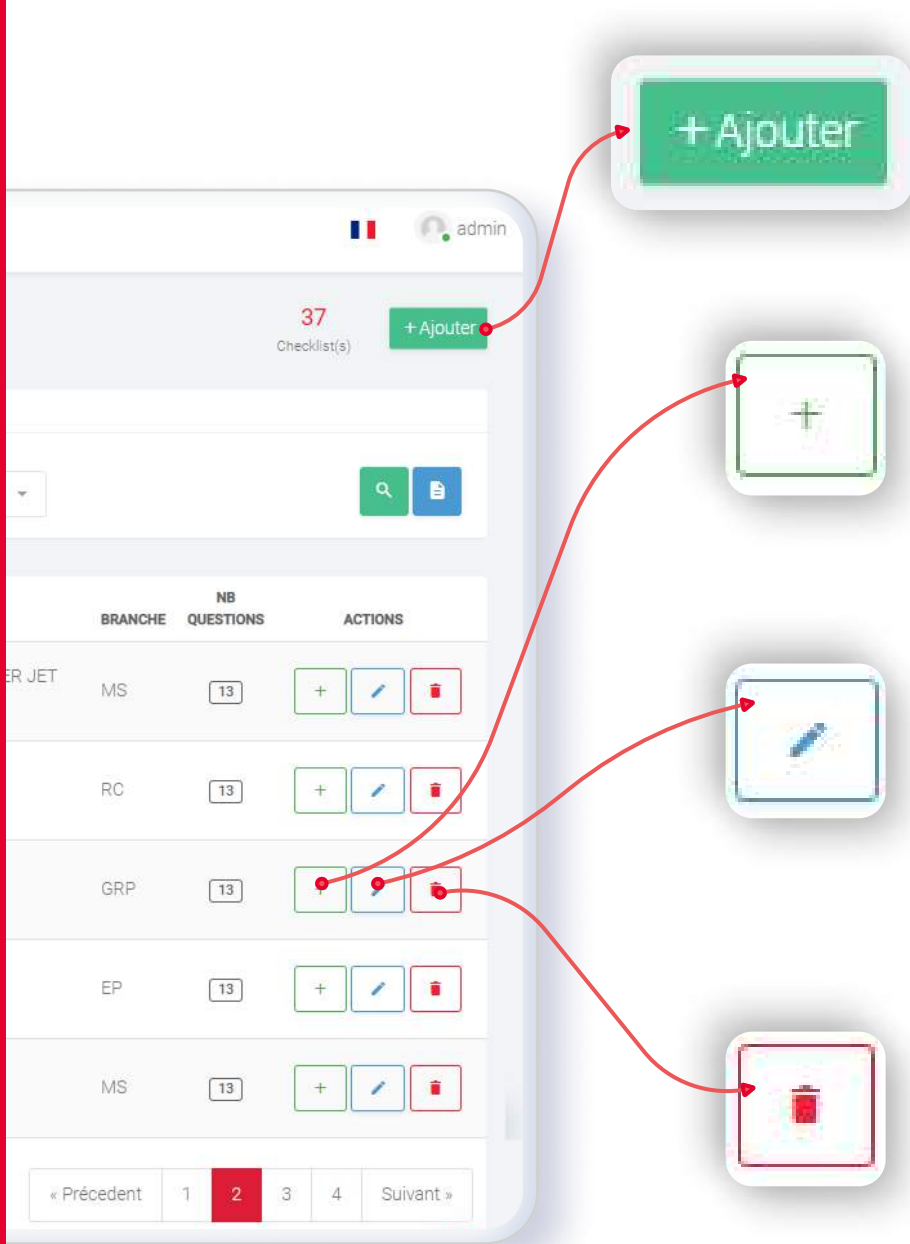 + Ajouter
admin
37
Checklist(s)
+ Ajouter
BRANCHE NB QUESTIONS ACTIONS
ER JET MS 13
RC 13
GRP 13
EP 13
MS 13
« Précedent 1 2 3 4 Suivant »